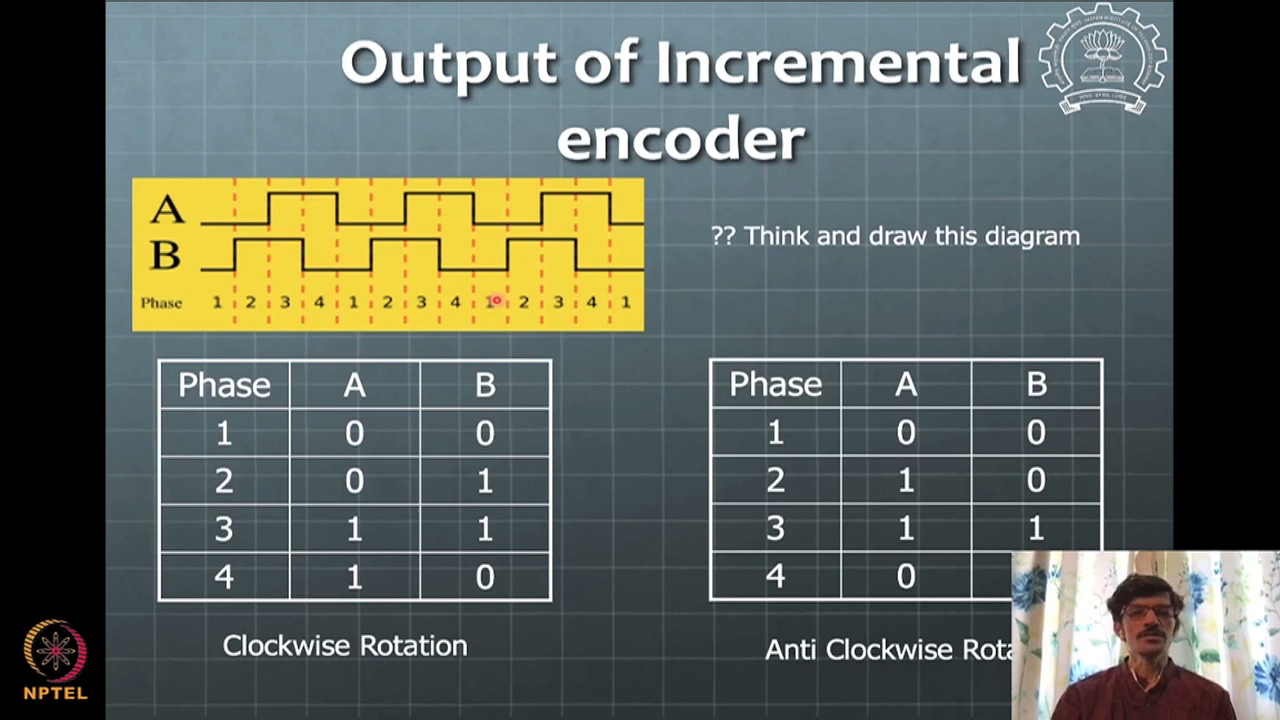 Output of Incremental
encoder
A
B
Phase 1 2 3 4 1 2 3 4 1 2 3 4 1
?? Think and draw this diagram
Phase A B
1 0 0
2 0 1
3 1 1
4 1 0
Clockwise Rotation
Phase A B
1 0 0
2 1 0
3 1 1
4 0
Anti Clockwise
NPTEL